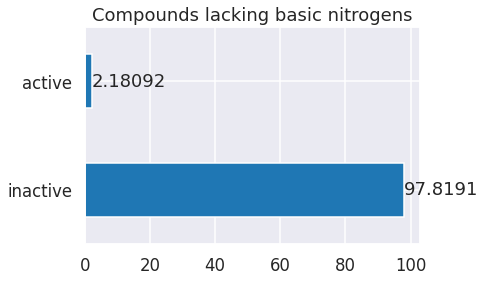 Compounds lacking basic nitrogens
active
2.18092
inactive
97.8191
0 20 40 60 80 100